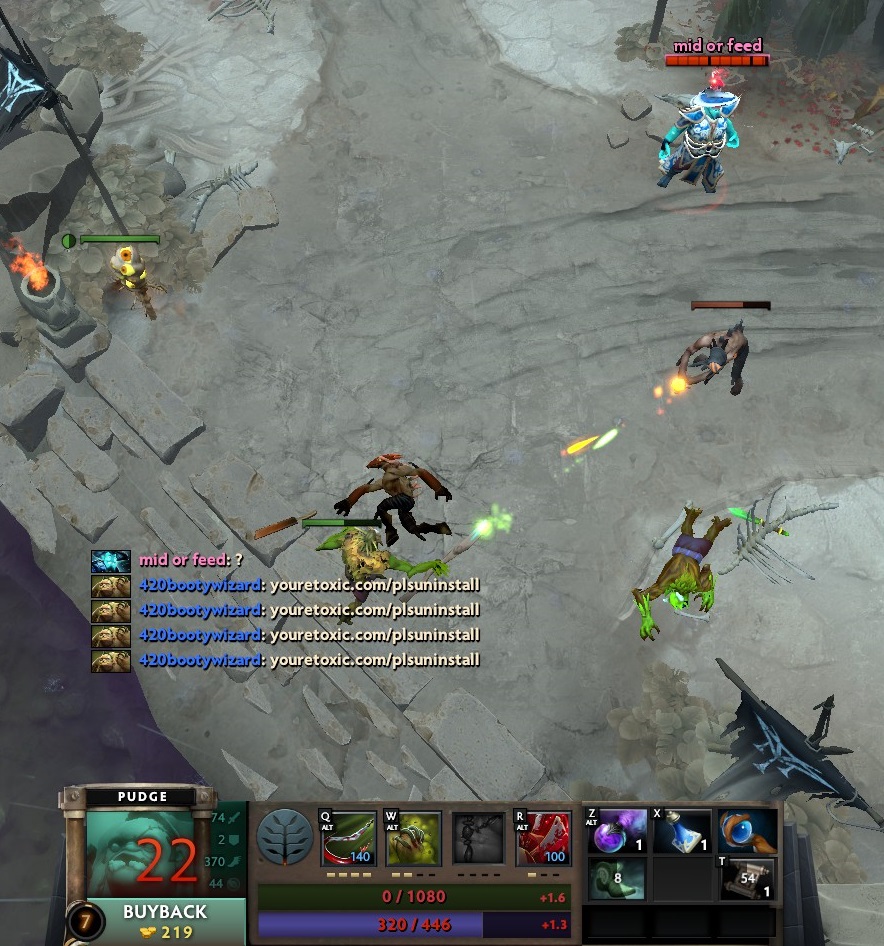 mid or feed
mid or feed: ?
420bootywizard: youretoxic.com/plsuninstall
420bootywizard: youretoxic.com/plsuninstall
420bootywizard: youretoxic.com/plsuninstall
420bootywizard: youretoxic.com/plsuninstall
PUDGE
74
2
370
44
22
7
BUYBACK
219
Q
ALT
140
W
ALT
R
ALT
100
0 / 1080
+1.6
320 / 446
+1.3
Z
ALT
1
X
1
8
T
54
1